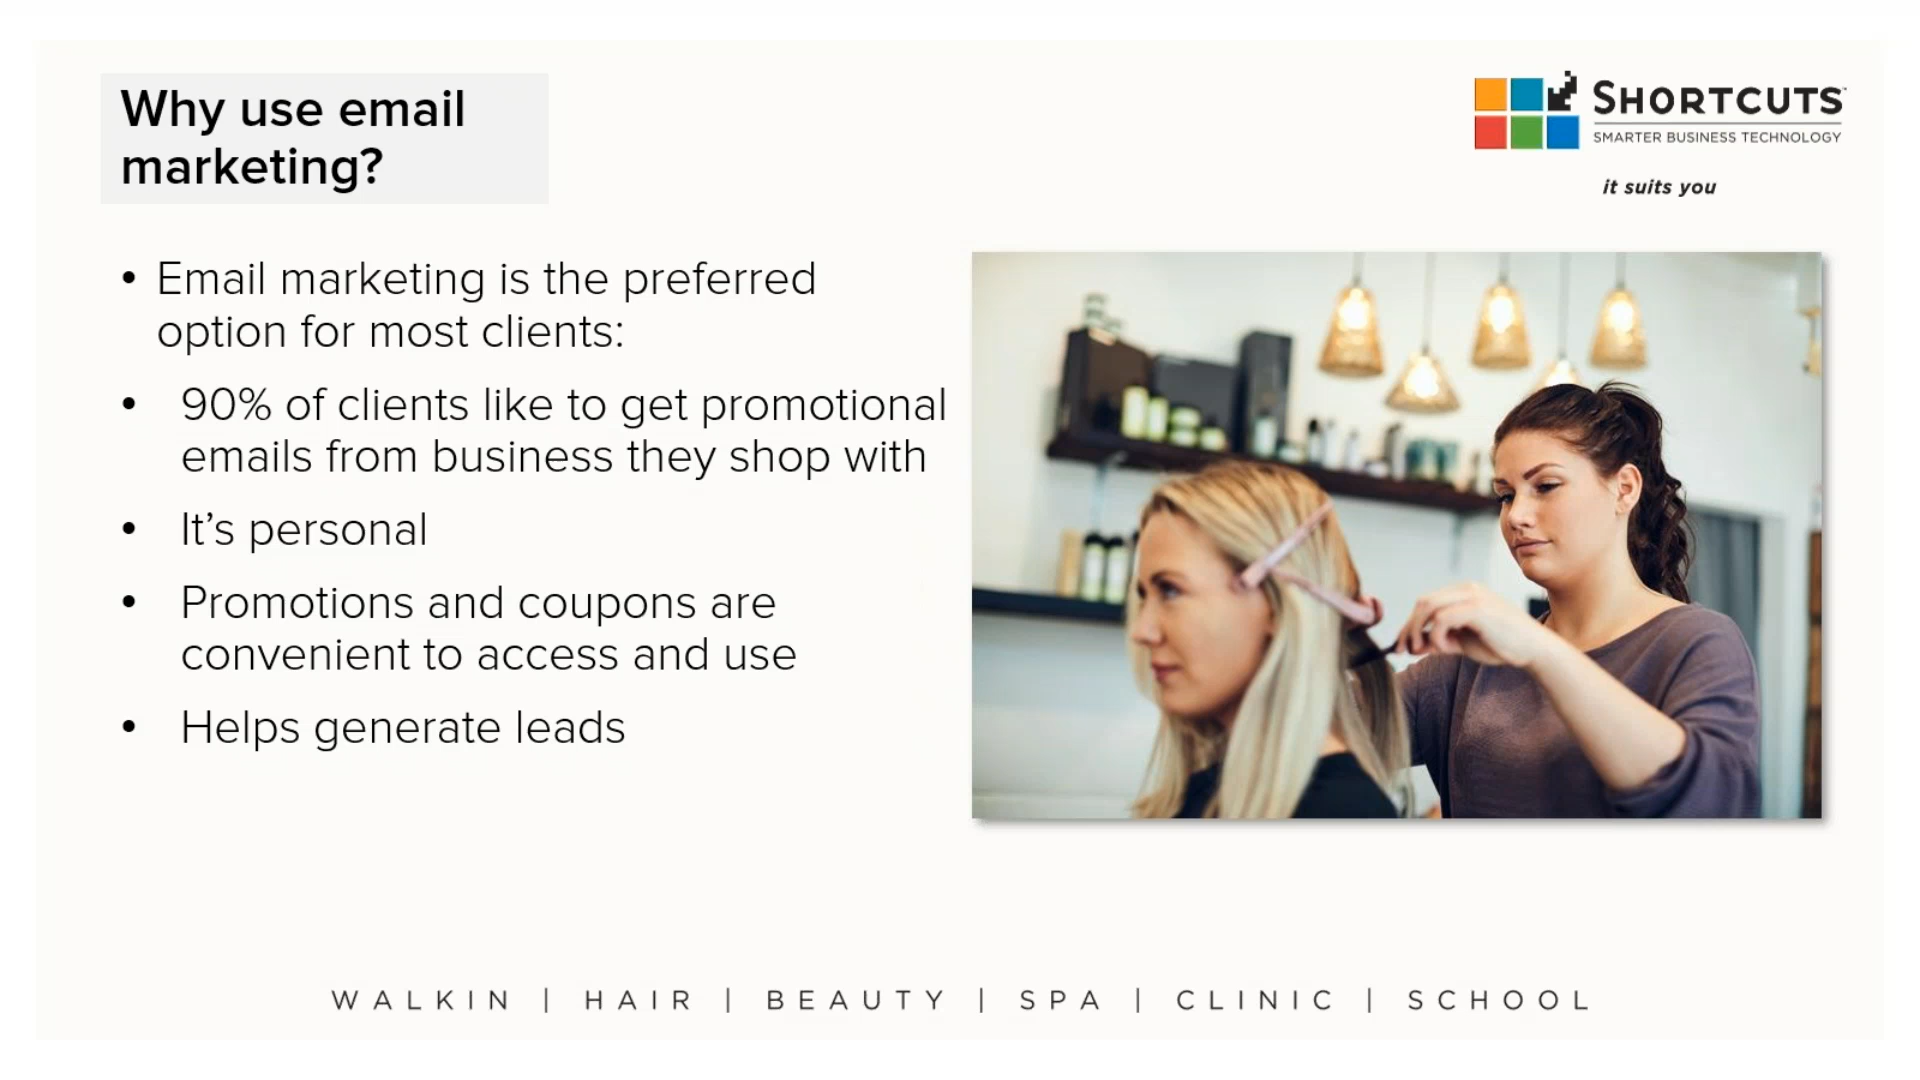 Why use email
marketing?
SHORTCUTS™
SMARTER BUSINESS TECHNOLOGY
it suits you
• Email marketing is the preferred
option for most clients:
• 90% of clients like to get promotional
emails from business they shop with
• It’s personal
• Promotions and coupons are
convenient to access and use
• Helps generate leads
WALKIN | HAIR | BEAUTY | SPA | CLINIC | SCHOOL